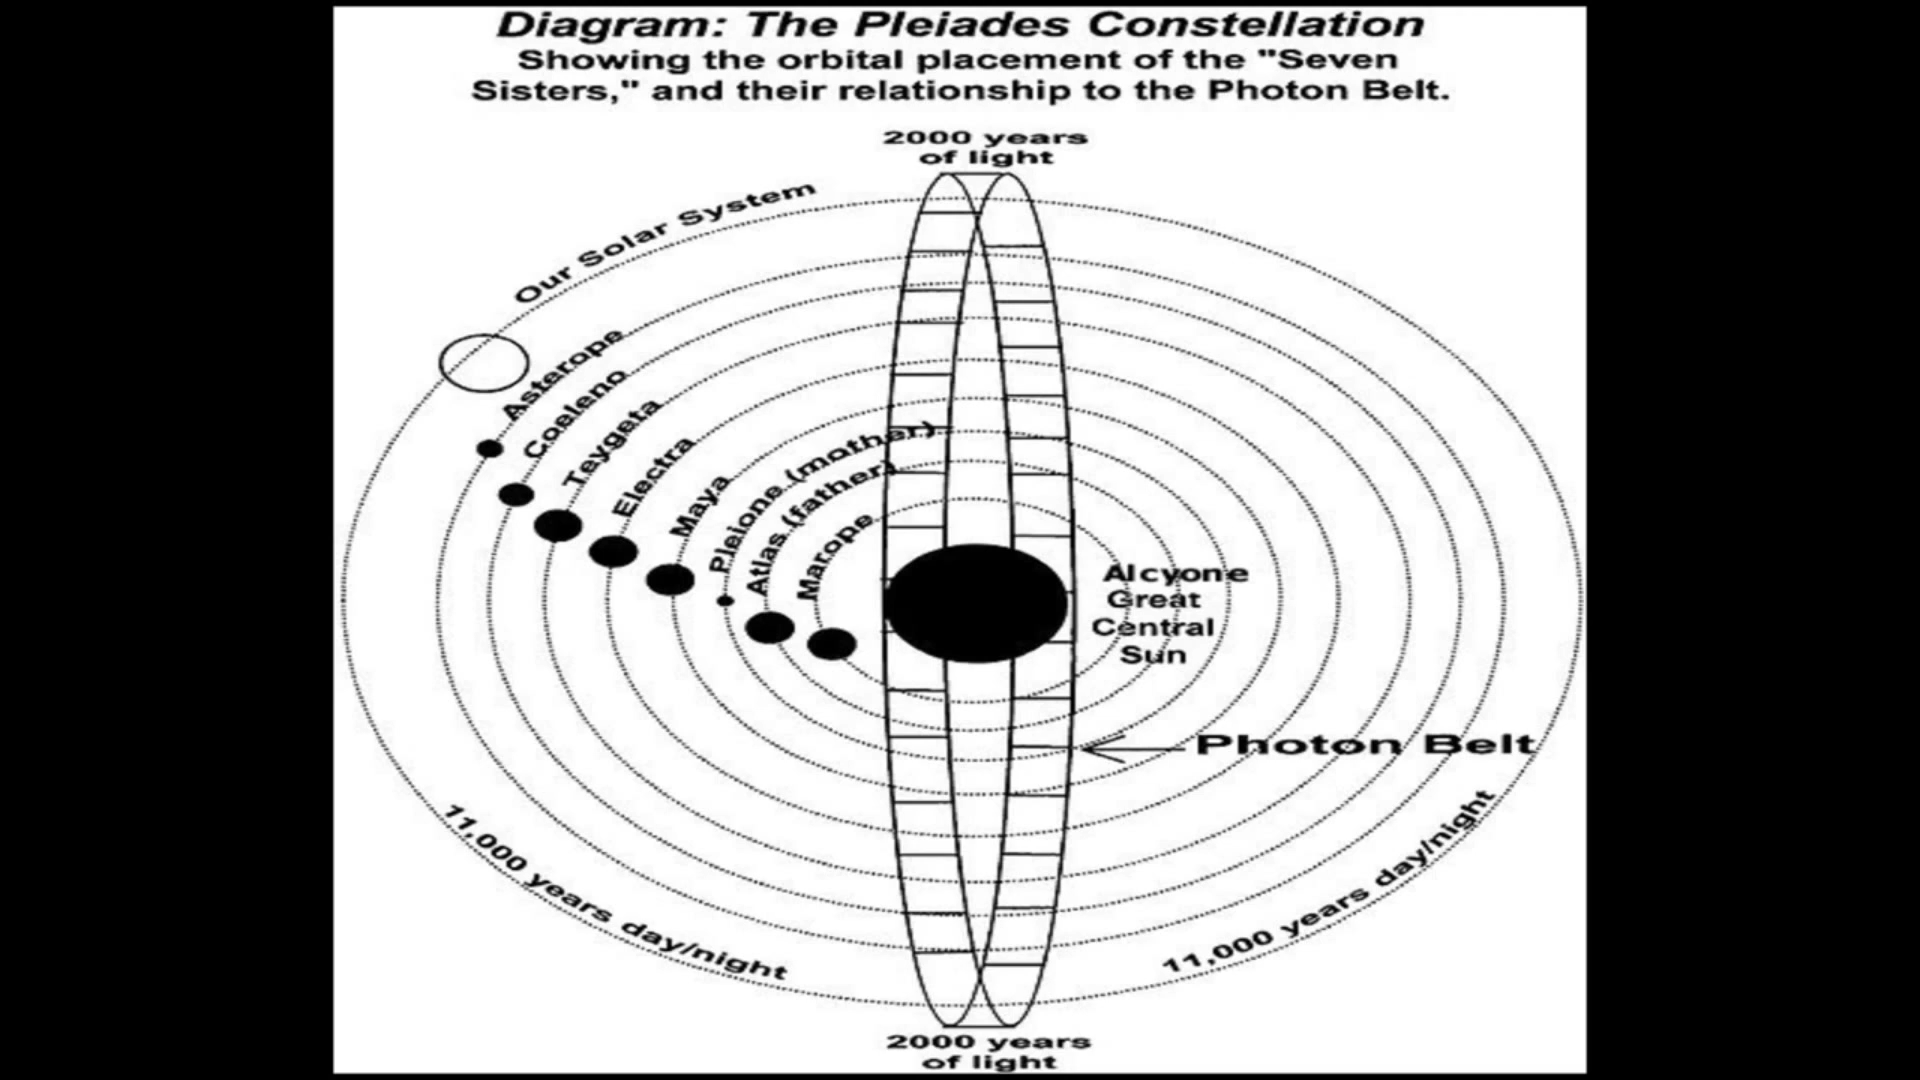 Diagram: The Pleiades Constellation
Showing the orbital placement of the "Seven
Sisters," and their relationship to the Photon Belt.
2000 years
of light
Our Solar System
Asterope
Coeleno
Teygeta
Electra
Maya
Pleione (mother)
Atlas (father)
Marope
Alcyone
Great
Central
Sun
Photon Belt
11,000 years day/night
11,000 years day/night
2000 years
of light